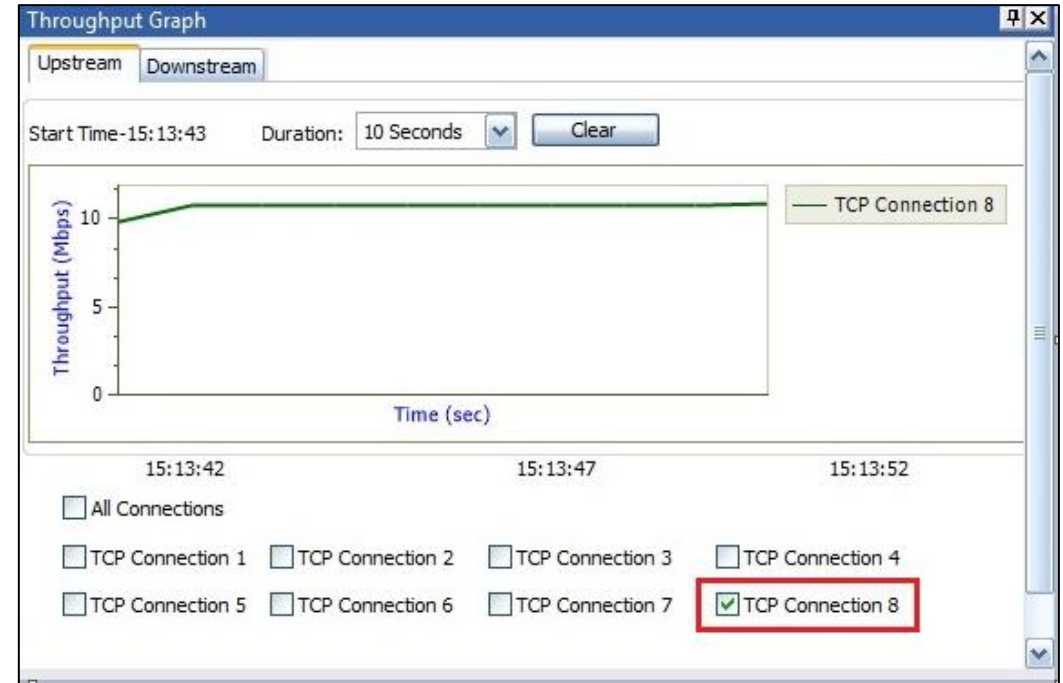 Throughput Graph
Upstream Downstream
Start Time-15:13:43 Duration: 10 Seconds Clear
Throughput (Mbps)
10
5
0
TCP Connection 8
Time (sec)
15:13:42 15:13:47 15:13:52
All Connections
TCP Connection 1 TCP Connection 2 TCP Connection 3 TCP Connection 4
TCP Connection 5 TCP Connection 6 TCP Connection 7 TCP Connection 8